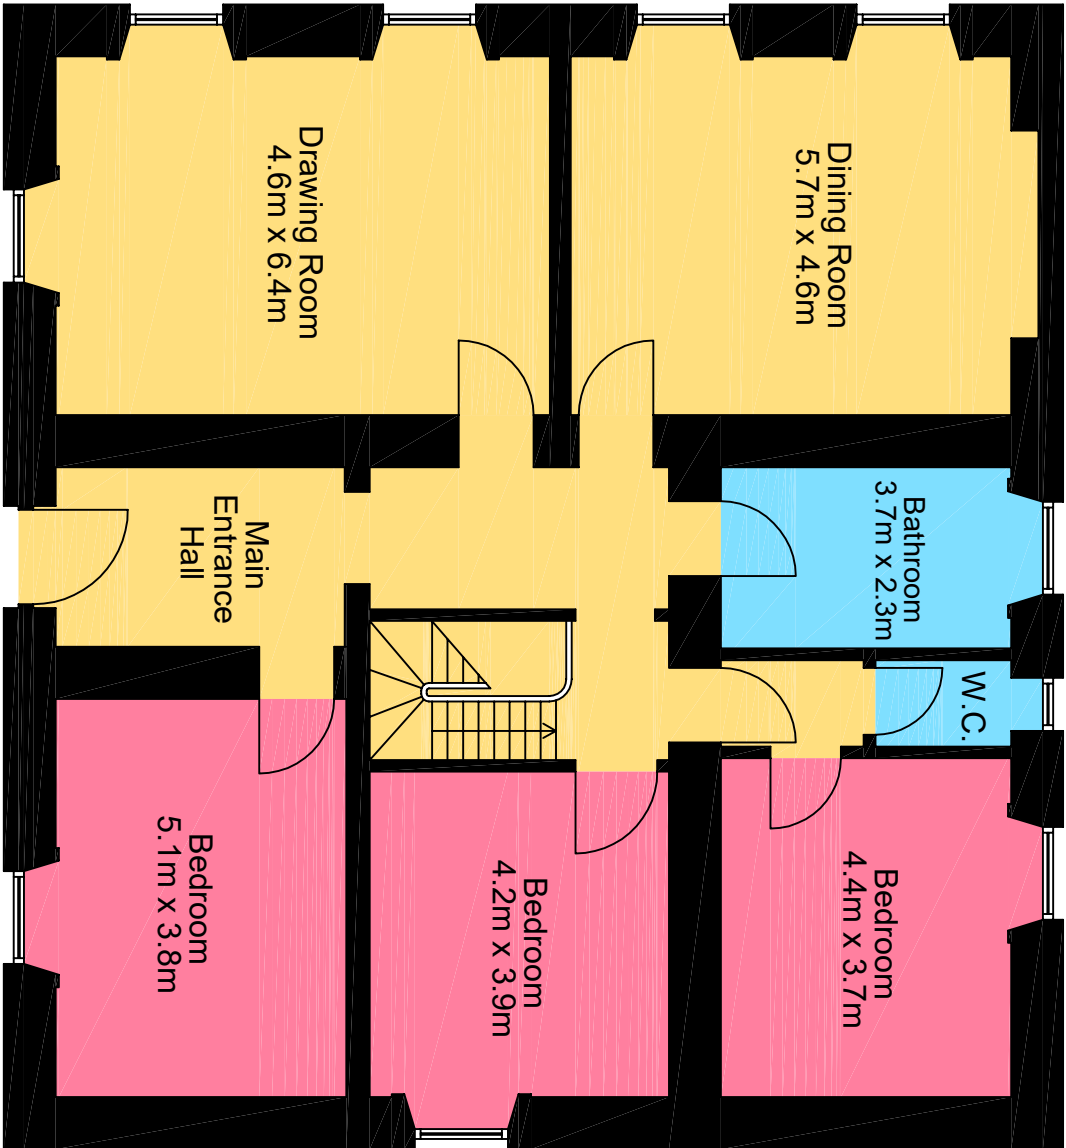 Drawing Room
4.6m x 6.4m
Dining Room
5.7m x 4.6m
Main
Entrance
Hall
Bathroom
3.7m x 2.3m
W.C.
Bedroom
5.1m x 3.8m
Bedroom
4.2m x 3.9m
Bedroom
4.4m x 3.7m